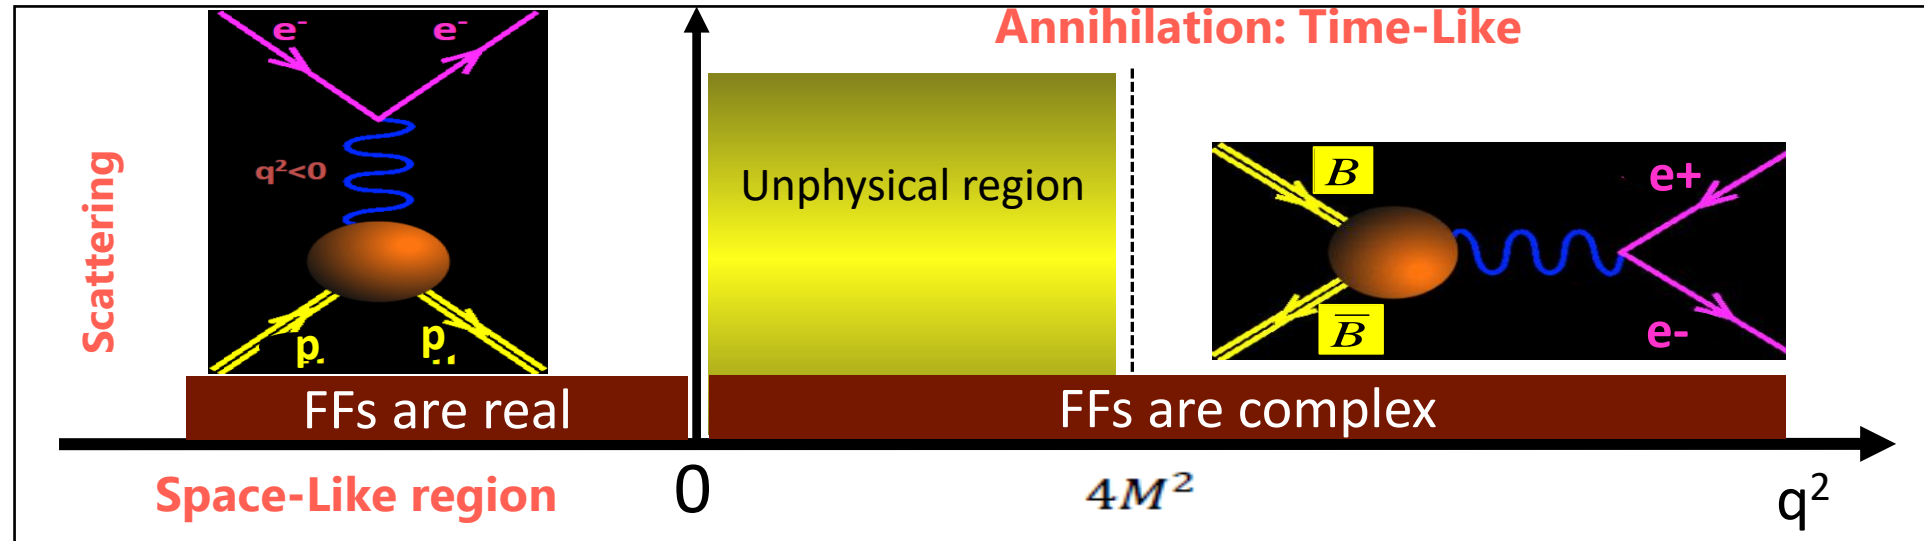 Annihilation: Time-Like
e⁻ e⁻
q²<0
Scattering
p p
Unphysical region
B
B̅
e+
e-
FFs are real
FFs are complex
Space-Like region
0
4M²
q²